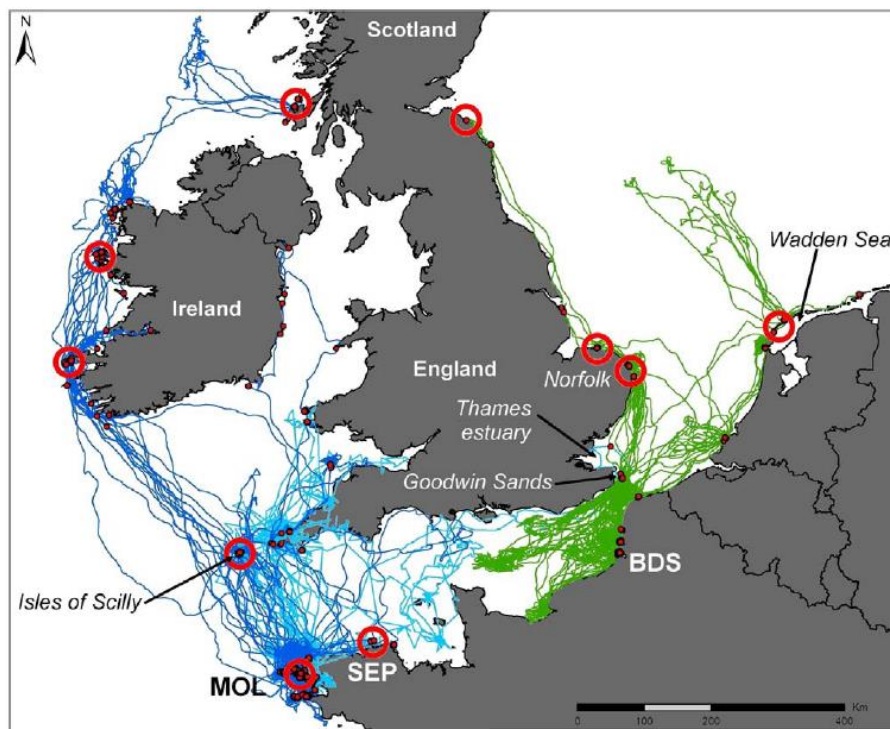 N
Scotland
Wadden Sea
Ireland
England
Norfolk
Thames
estuary
Goodwin Sands
BDS
Isles of Scilly
SEP
MOL
Km
0 100 200 400